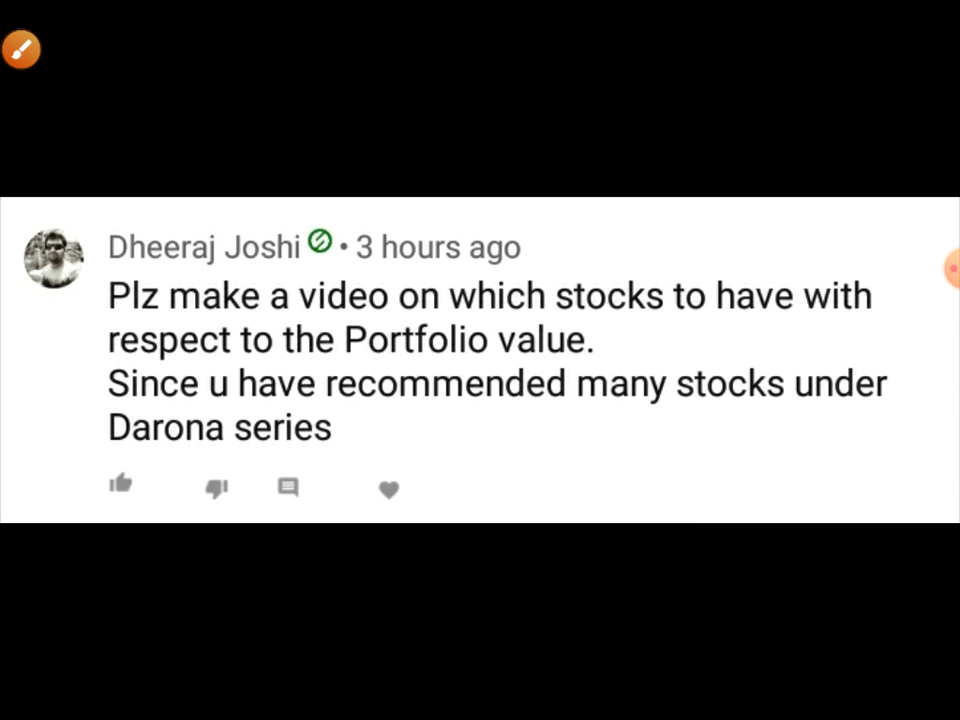 Dheeraj Joshi • 3 hours ago
Plz make a video on which stocks to have with
respect to the Portfolio value.
Since u have recommended many stocks under
Darona series